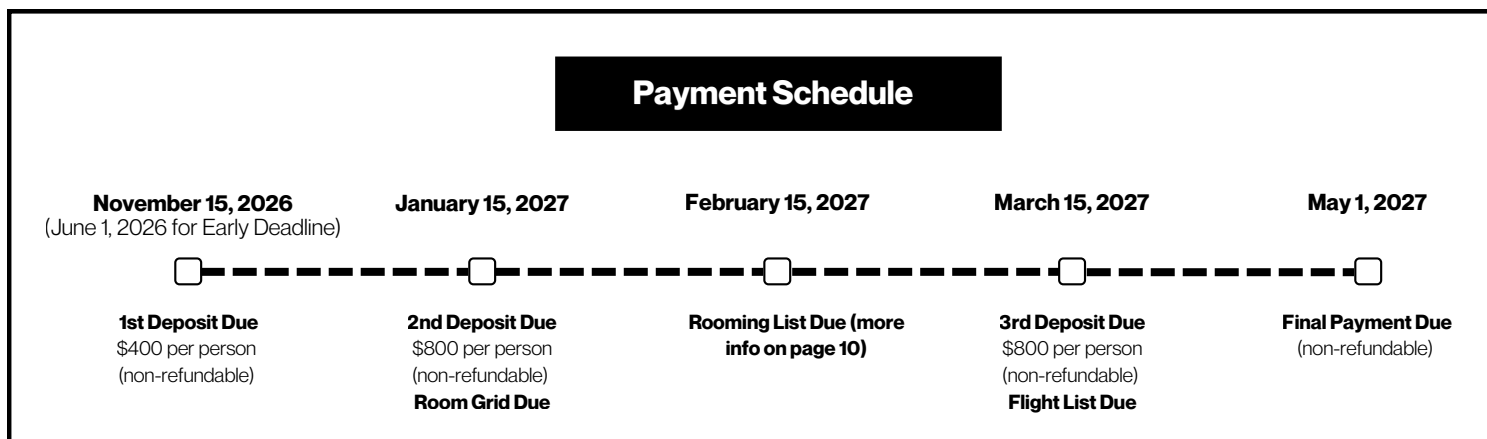 Payment Schedule
November 15, 2026
(June 1, 2026 for Early Deadline)
1st Deposit Due
$400 per person
(non-refundable)
January 15, 2027
2nd Deposit Due
$800 per person
(non-refundable)
Room Grid Due
February 15, 2027
Rooming List Due (more
info on page 10)
March 15, 2027
3rd Deposit Due
$800 per person
(non-refundable)
Flight List Due
May 1, 2027
Final Payment Due
(non-refundable)